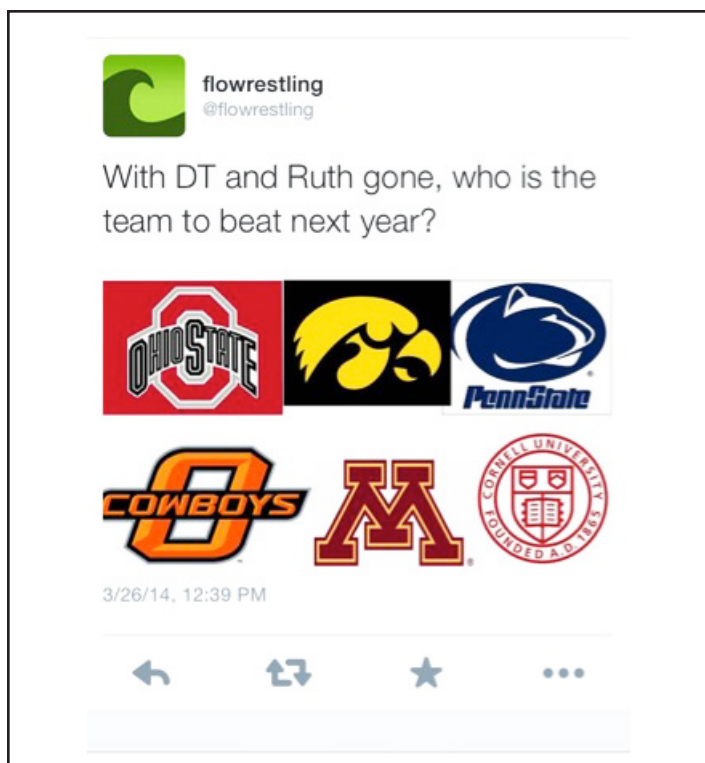 flowrestling
@flowrestling
With DT and Ruth gone, who is the
team to beat next year?
OHIO STATE
PennState
®
COWBOYS
™
®
CORNELL UNIVERSITY
FOUNDED A.D. 1865
3/26/14, 12:39 PM